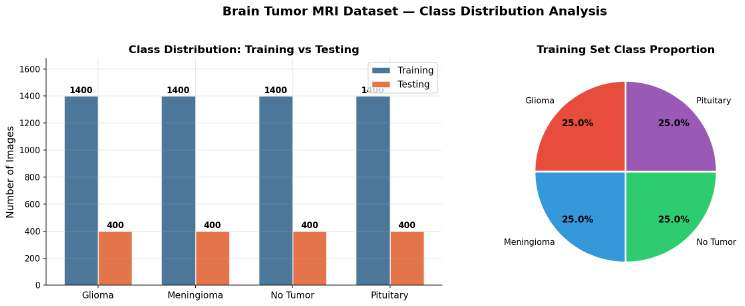 Brain Tumor MRI Dataset — Class Distribution Analysis
Class Distribution: Training vs Testing
Training Set Class Proportion
Number of Images
1600
1400
1200
1000
800
600
400
200
0
1400
1400
1400
1400
400
400
400
400
Training
Testing
Glioma
Meningioma
No Tumor
Pituitary
Glioma
Pituitary
25.0%
25.0%
25.0%
25.0%
Meningioma
No Tumor